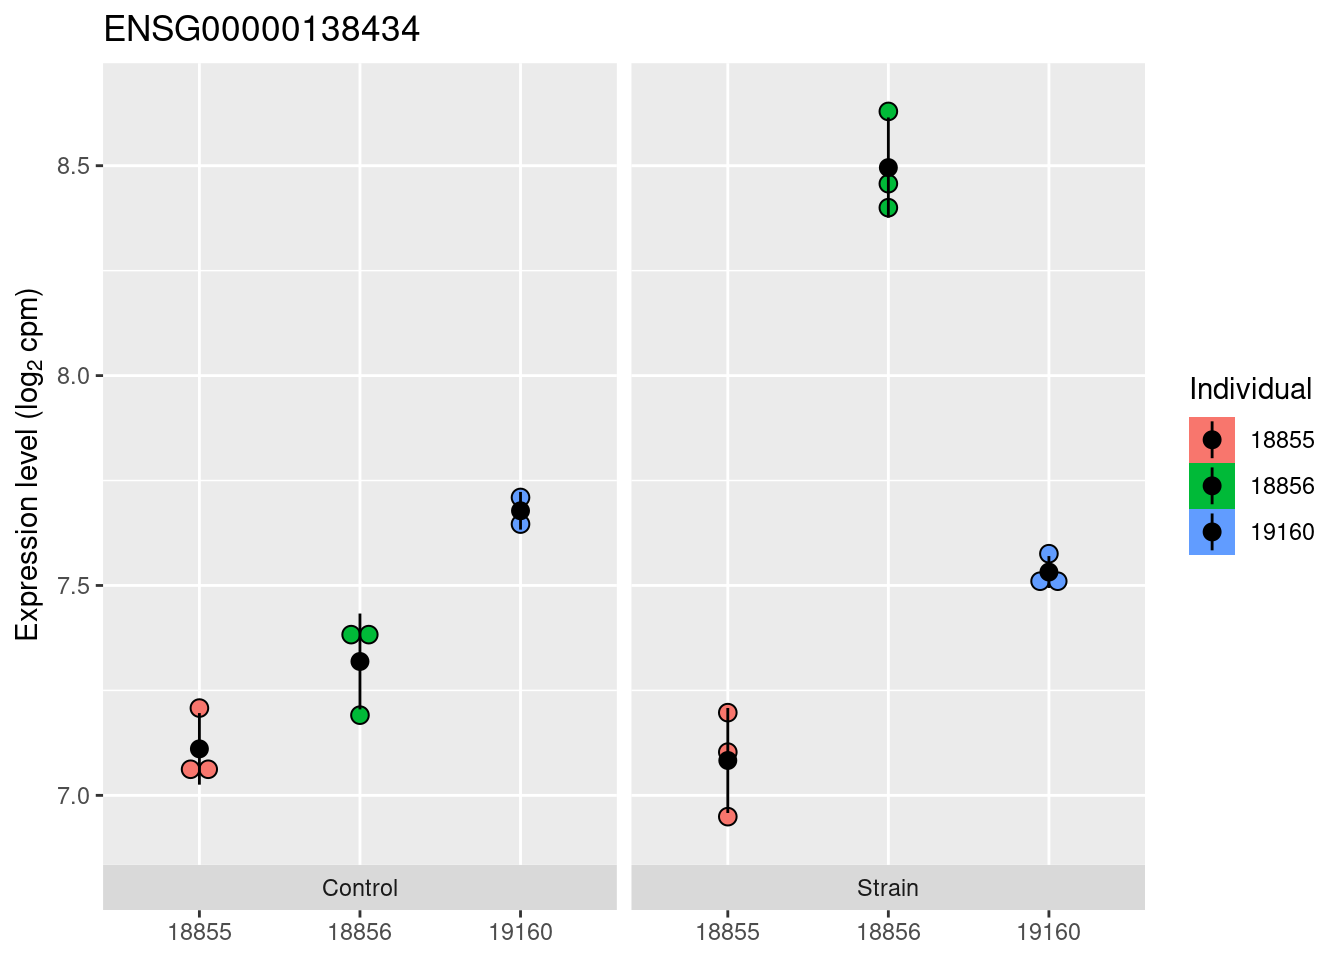 ENSG00000138434
Expression level (log₂ cpm)
8.5
8.0
7.5
7.0
Control
Strain
18855
18856
19160
18855
18856
19160
Individual
18855
18856
19160